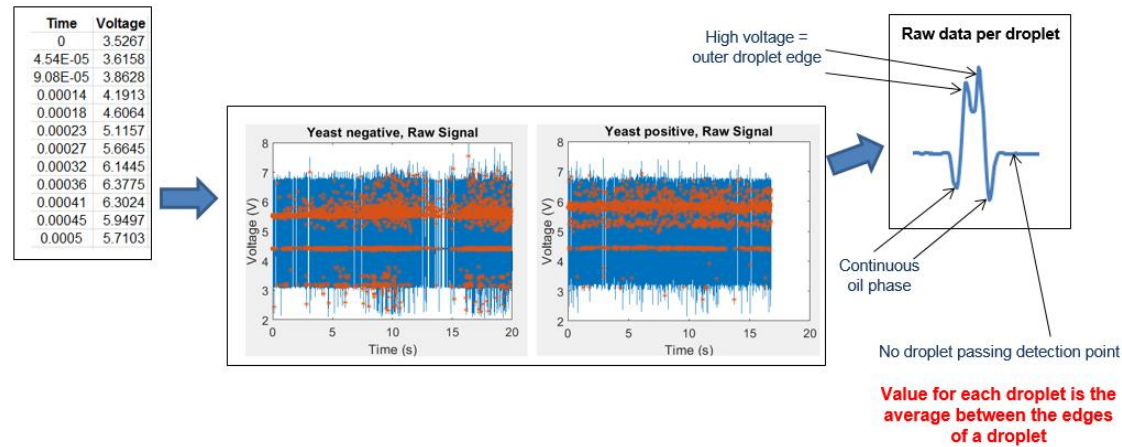 Time Voltage
0 3.5267
4.54E-05 3.6158
9.08E-05 3.8628
0.00014 4.1913
0.00018 4.6064
0.00023 5.1157
0.00027 5.6645
0.00032 6.1445
0.00036 6.3775
0.00041 6.3024
0.00045 5.9497
0.0005 5.7103
Yeast negative, Raw Signal
Voltage (V)
8
7
6
5
4
3
2
0 5 10 15 20
Time (s)
Yeast positive, Raw Signal
Voltage (V)
8
7
6
5
4
3
2
0 5 10 15 20
Time (s)
High voltage =
outer droplet edge
Raw data per droplet
Continuous
oil phase
No droplet passing detection point
Value for each droplet is the
average between the edges
of a droplet